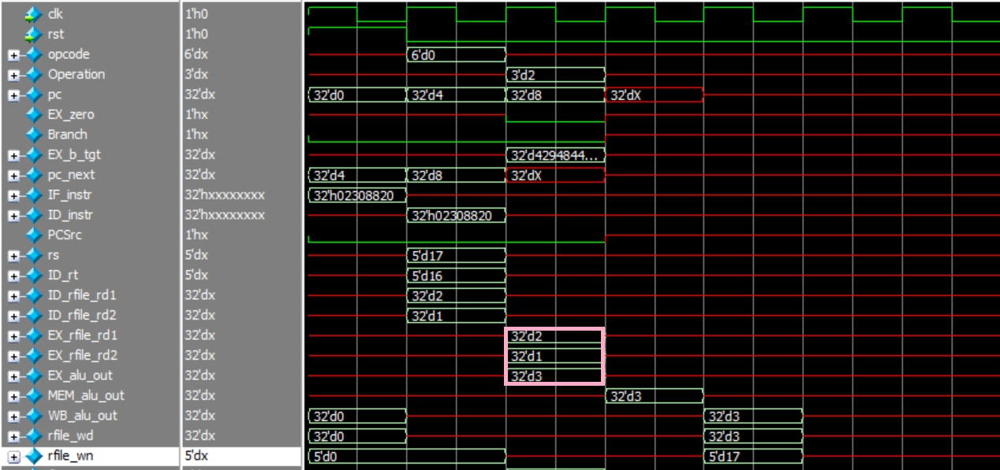 clk 1'h0
rst 1'h0
opcode 6'dx 6'd0
Operation 3'dx 3'd2
pc 32'dx 32'd0 32'd4 32'd8 32'dX
EX_zero 1'hx
Branch 1'hx
EX_b_tgt 32'dx 32'd4294844...
pc_next 32'dx 32'd4 32'd8 32'dX
IF_instr 32'hxxxxxxxx 32'h02308820
ID_instr 32'hxxxxxxxx 32'h02308820
PCSrc 1'hx
rs 5'dx 5'd17
ID_rt 5'dx 5'd16
ID_rfile_rd1 32'dx 32'd2
ID_rfile_rd2 32'dx 32'd1
EX_rfile_rd1 32'dx 32'd2
EX_rfile_rd2 32'dx 32'd1
EX_alu_out 32'dx 32'd3
MEM_alu_out 32'dx 32'd3
WB_alu_out 32'dx 32'd0 32'd3
rfile_wd 32'dx 32'd0 32'd3
rfile_wn 5'dx 5'd0 5'd17